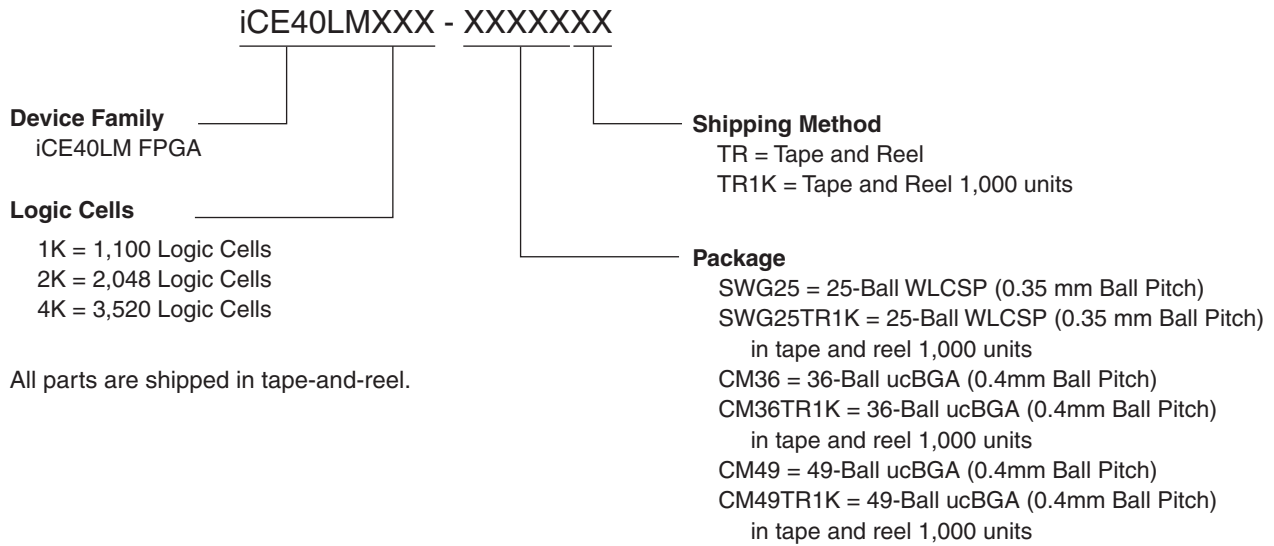 iCE40LMXXX - XXXXXXXX
Device Family
iCE40LM FPGA
Logic Cells
1K = 1,100 Logic Cells
2K = 2,048 Logic Cells
4K = 3,520 Logic Cells
All parts are shipped in tape-and-reel.
Shipping Method
TR = Tape and Reel
TR1K = Tape and Reel 1,000 units
Package
SWG25 = 25-Ball WLCSP (0.35 mm Ball Pitch)
SWG25TR1K = 25-Ball WLCSP (0.35 mm Ball Pitch)
in tape and reel 1,000 units
CM36 = 36-Ball ucBGA (0.4mm Ball Pitch)
CM36TR1K = 36-Ball ucBGA (0.4mm Ball Pitch)
in tape and reel 1,000 units
CM49 = 49-Ball ucBGA (0.4mm Ball Pitch)
CM49TR1K = 49-Ball ucBGA (0.4mm Ball Pitch)
in tape and reel 1,000 units